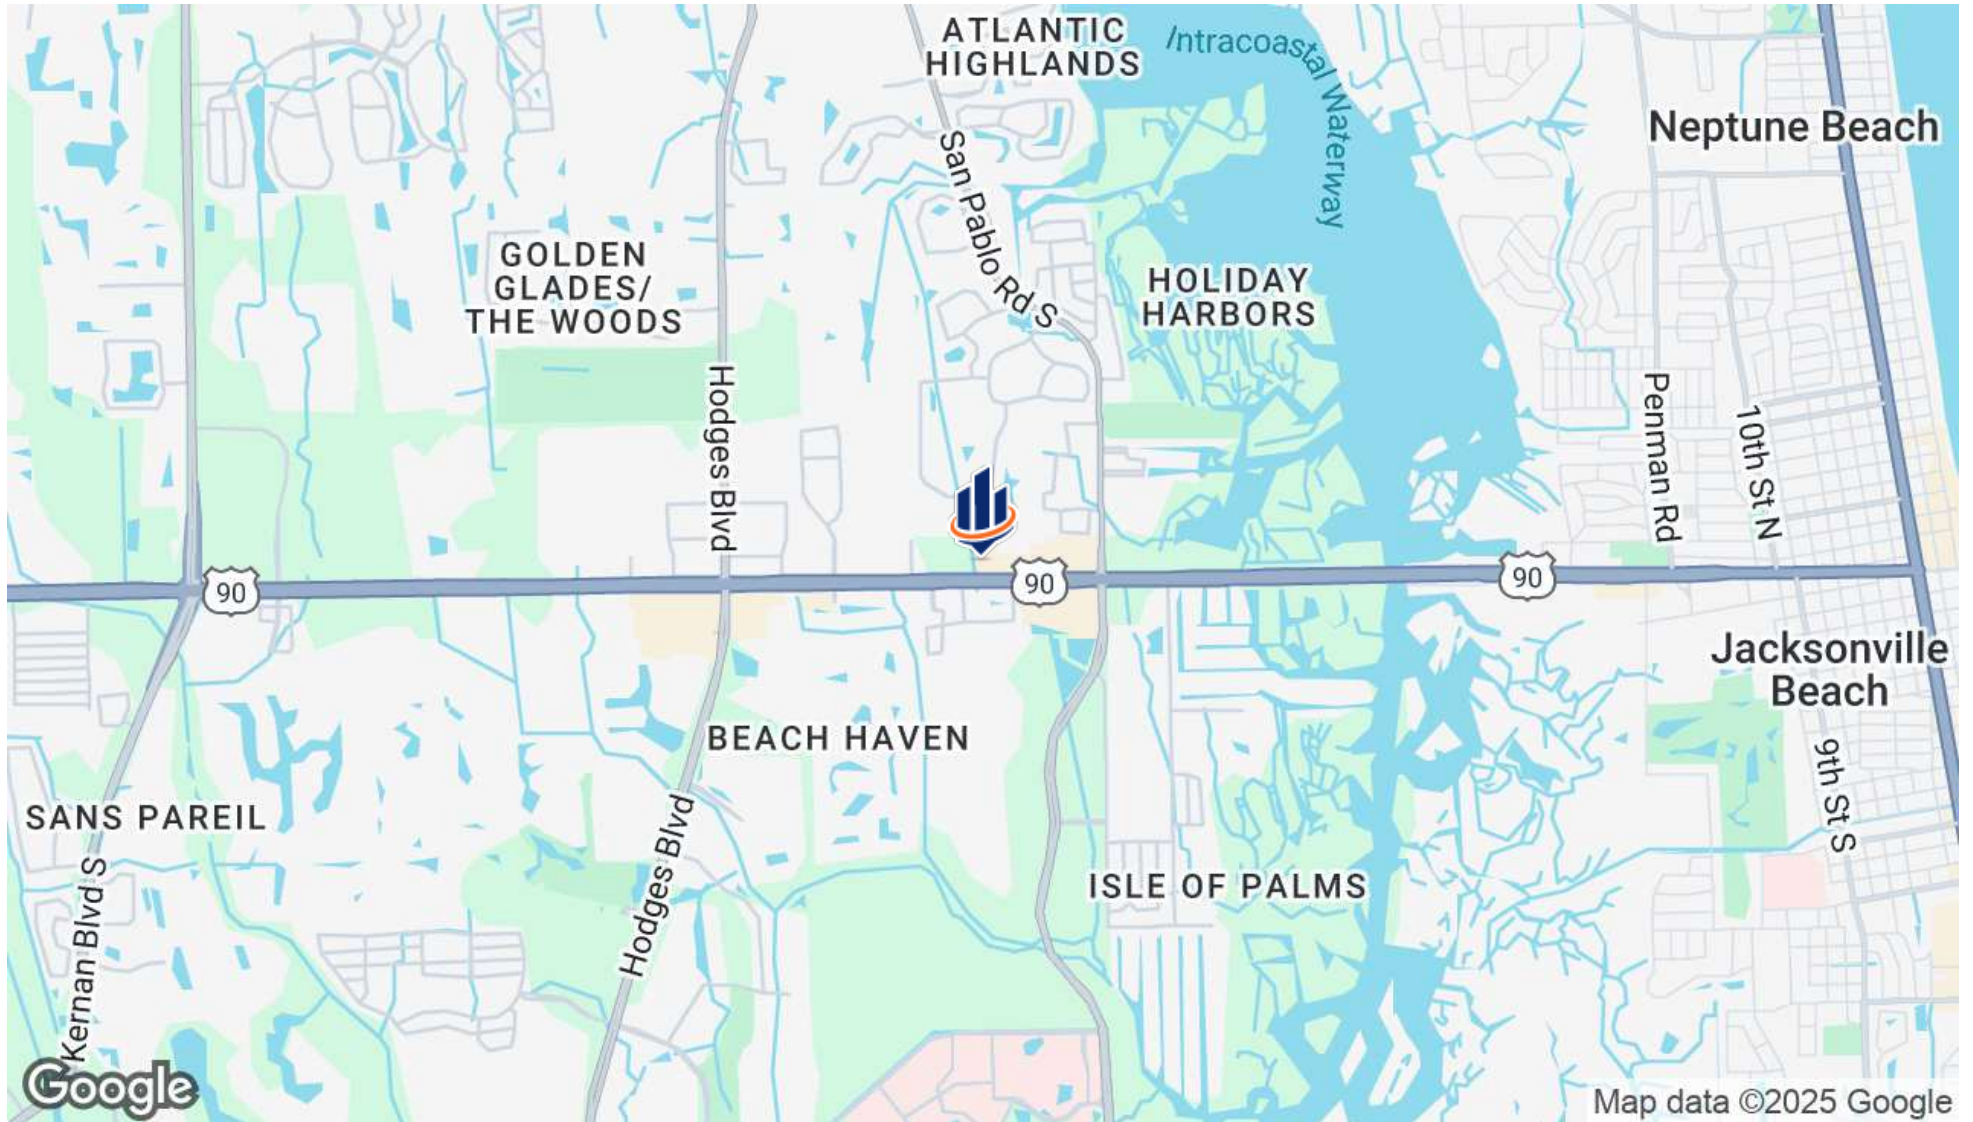 ATLANTIC
HIGHLANDS
Intracoastal Waterway
Neptune Beach
San Pablo Rd S
GOLDEN
GLADES/
THE WOODS
HOLIDAY
HARBORS
Hodges Blvd
Penman Rd
10th St N
90
90
90
Jacksonville
Beach
BEACH HAVEN
9th St S
SANS PAREIL
Hodges Blvd
ISLE OF PALMS
Kernan Blvd S
Google
Map data ©2025 Google